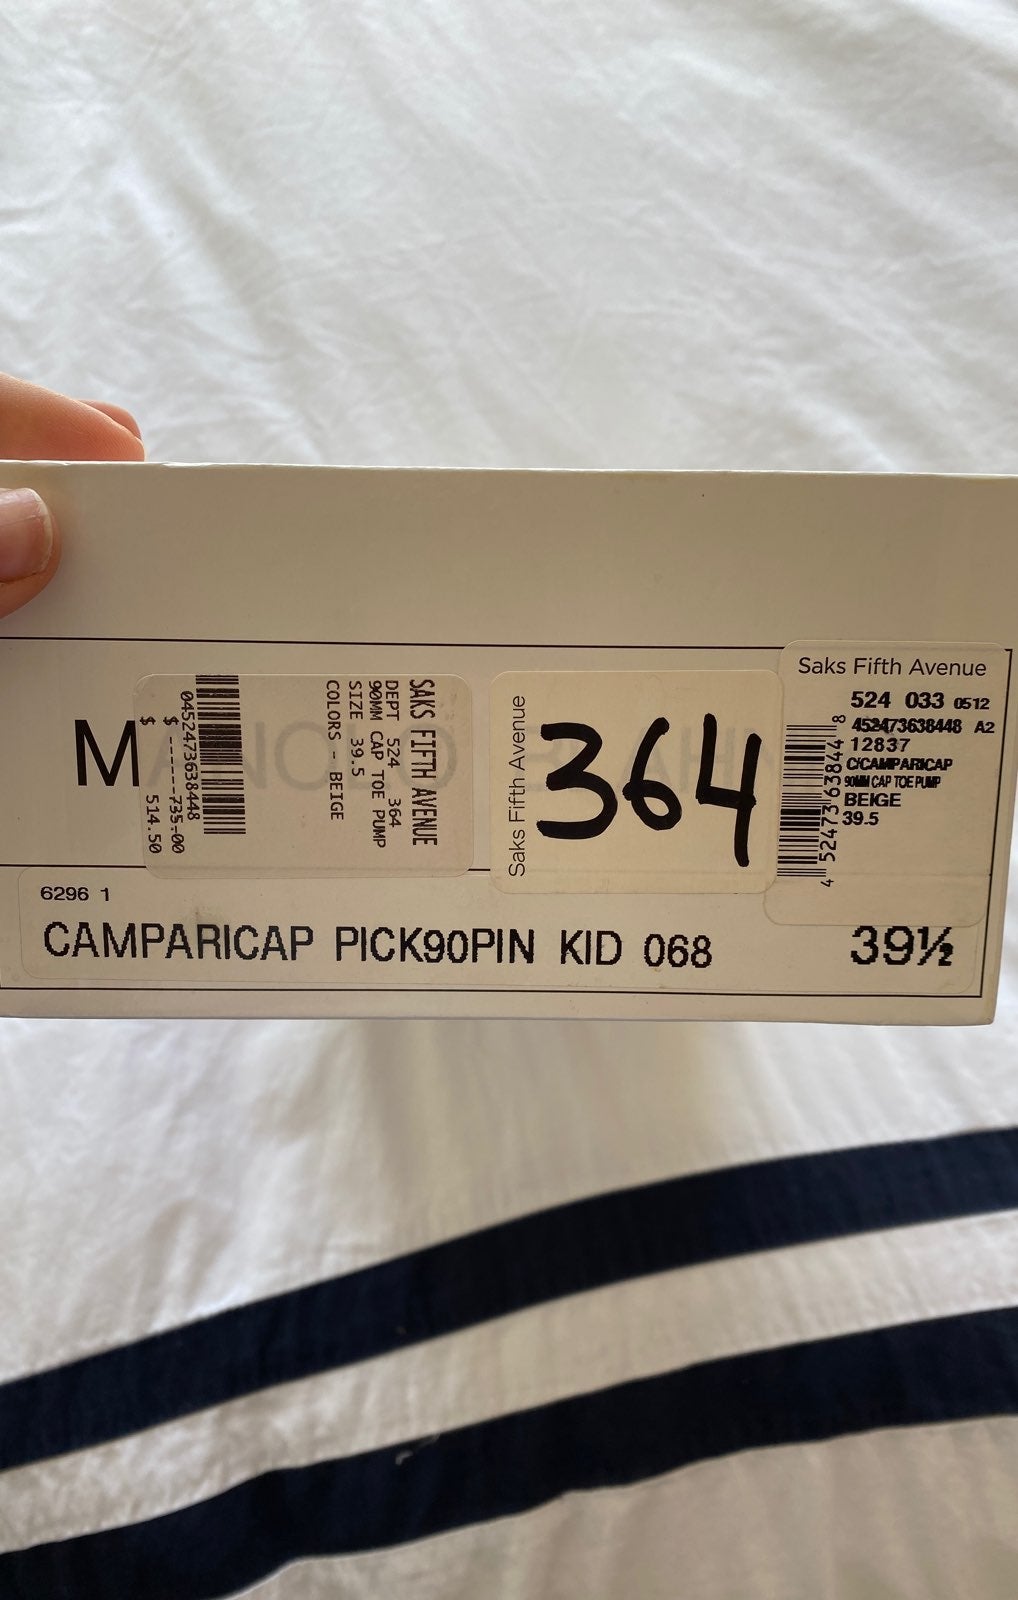 MANOLO BLAHNIK
SAKS FIFTH AVENUE
DEPT 524 364
90MM CAP TOE PUMP
SIZE 39.5
COLORS - BEIGE
0452473638448
$ ------735.00
$ 514.50
Saks Fifth Avenue
364
Saks Fifth Avenue
524 033 0512
452473638448 A2
12837
C/CAMPARICAP
90MM CAP TOE PUMP
BEIGE
39.5
4 52473 63844 8
6296 1
CAMPARICAP PICK90PIN KID 068 39½